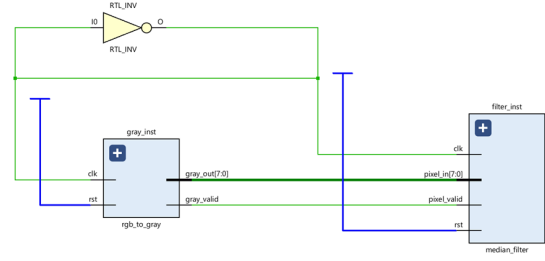 RTL_INV
I0
O
RTL_INV
filter_inst
gray_inst
clk
clk
gray_out[7:0]
pixel_in[7:0]
rst
gray_valid
pixel_valid
rgb_to_gray
rst
median_filter